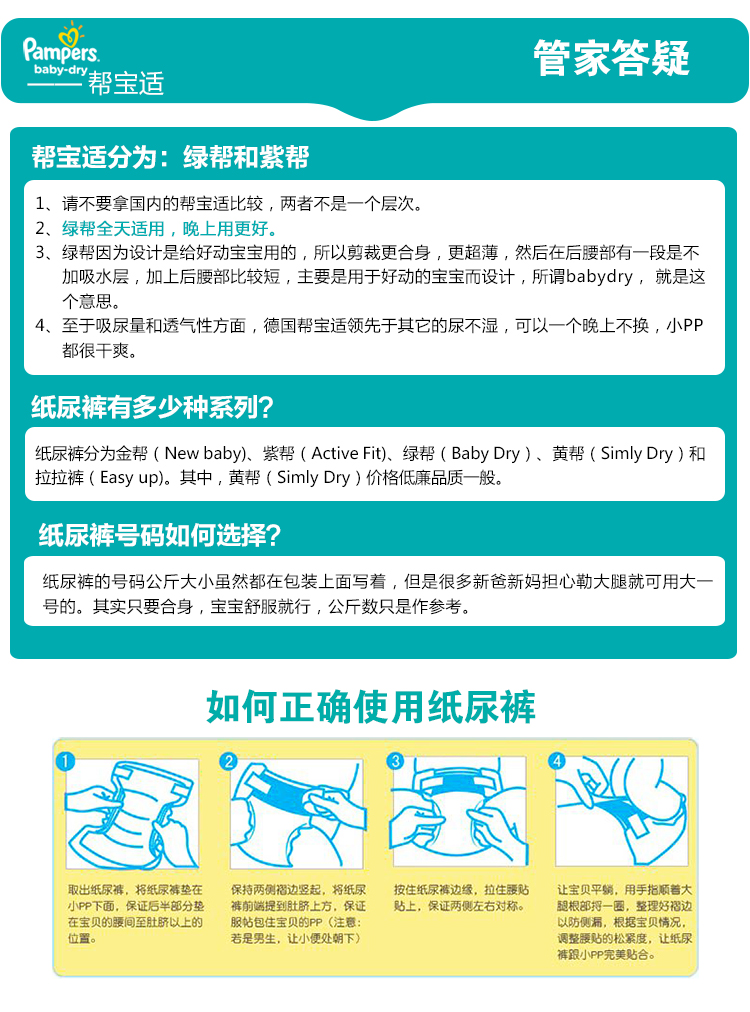 Pampers
baby-dry
帮宝适
管家答疑
帮宝适分为：绿帮和紫帮
1、请不要拿国内的帮宝适比较，两者不是一个层次。
2、绿帮全天适用，晚上用更好。
3、绿帮因为设计是给好动宝宝用的，所以剪裁更合身，更超薄，然后在后腰部有一段是不
加吸水层，加上后腰部比较短，主要是用于好动的宝宝而设计，所谓babydry， 就是这
个意思。
4、至于吸尿量和透气性方面，德国帮宝适领先于其它的尿不湿，可以一个晚上不换，小PP
都很干爽。
纸尿裤有多少种系列？
纸尿裤分为金帮（New baby)、紫帮（Active Fit)、绿帮（Baby Dry）、黄帮（Simly Dry）和
拉拉裤（Easy up)。其中，黄帮（Simly Dry）价格低廉品质一般。
纸尿裤号码如何选择？
纸尿裤的号码公斤大小虽然都在包装上面写着，但是很多新爸新妈担心勒大腿就可用大一
号的。其实只要合身，宝宝舒服就行，公斤数只是作参考。
如何正确使用纸尿裤
1
取出纸尿裤，将纸尿裤垫在
小PP下面，保证后半部分垫
在宝贝的腰间至肚脐以上的
位置。
2
保持两侧褶边竖起，将纸尿
裤前端提到肚脐上方，保证
服帖包住宝贝的PP（注意：
若是男生，让小便处朝下）
3
按住纸尿裤边缘，拉住腰贴
贴上，保证两侧左右对称。
4
让宝贝平躺，用手指顺着大
腿根部捋一圈，整理好褶边
以防侧漏，根据宝贝情况，
调整腰贴的松紧度，让纸尿
裤跟小PP完美贴合。